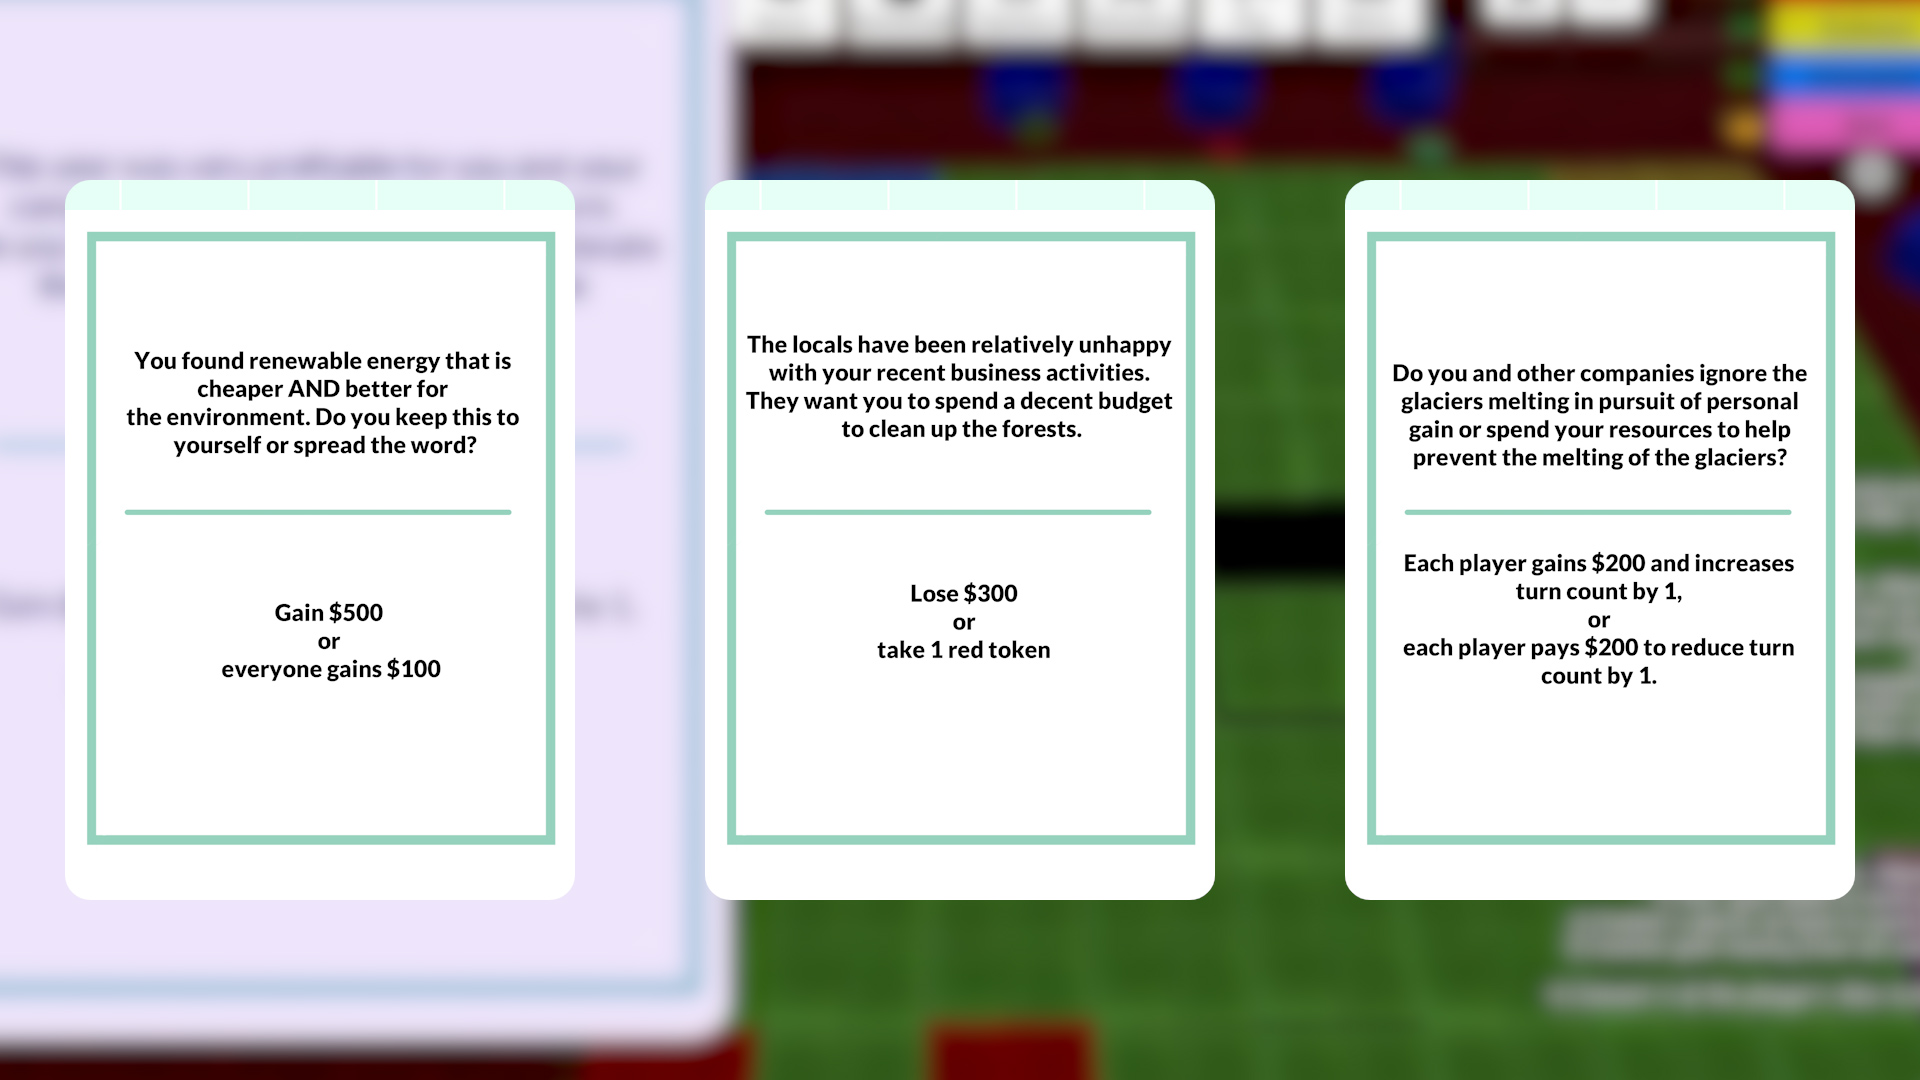 You found renewable energy that is
cheaper AND better for
the environment. Do you keep this to
yourself or spread the word?
Gain $500
or
everyone gains $100
The locals have been relatively unhappy
with your recent business activities.
They want you to spend a decent budget
to clean up the forests.
Lose $300
or
take 1 red token
Do you and other companies ignore the
glaciers melting in pursuit of personal
gain or spend your resources to help
prevent the melting of the glaciers?
Each player gains $200 and increases
turn count by 1,
or
each player pays $200 to reduce turn
count by 1.